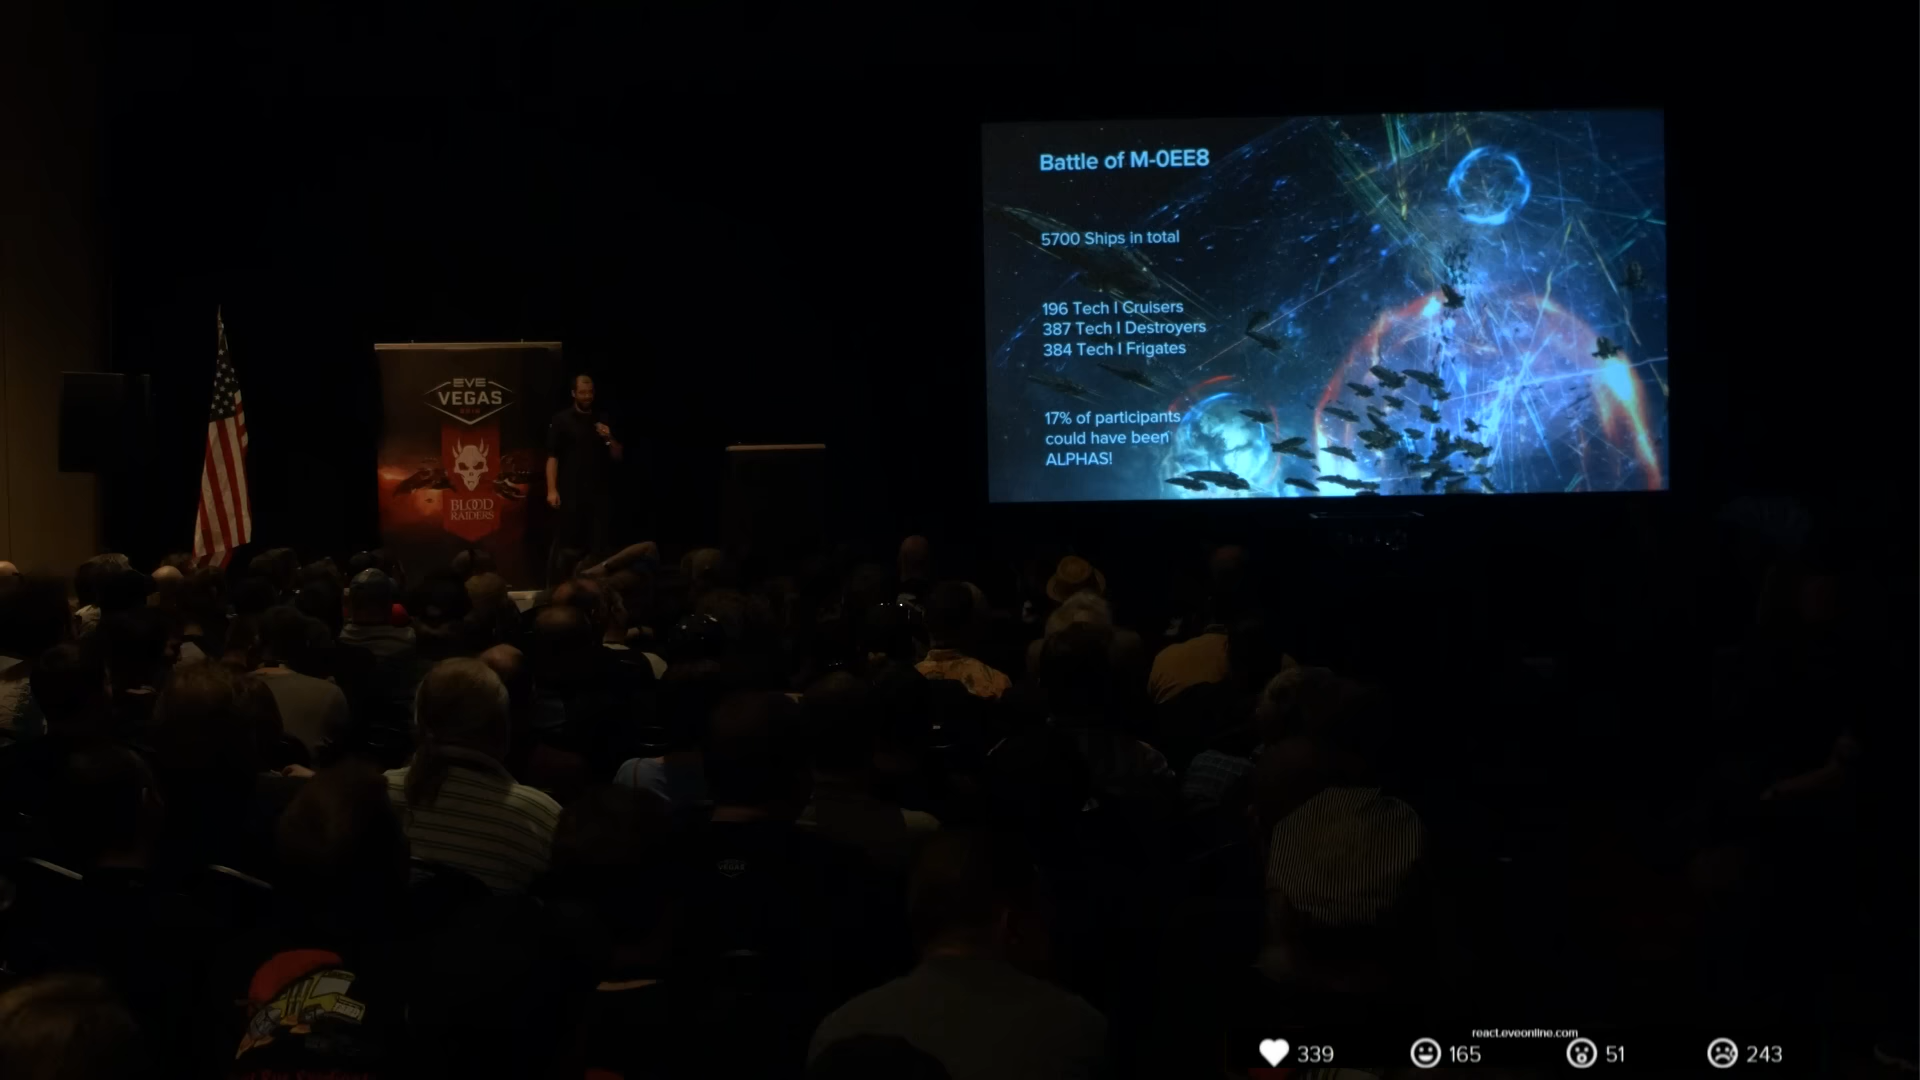 Battle of M-0EE8
5700 Ships in total
196 Tech I Cruisers
387 Tech I Destroyers
384 Tech I Frigates
17% of participants
could have been
ALPHAS!
EVE
VEGAS
BLOOD
RAIDERS
VEGAS
react.eveonline.com
339
165
51
243